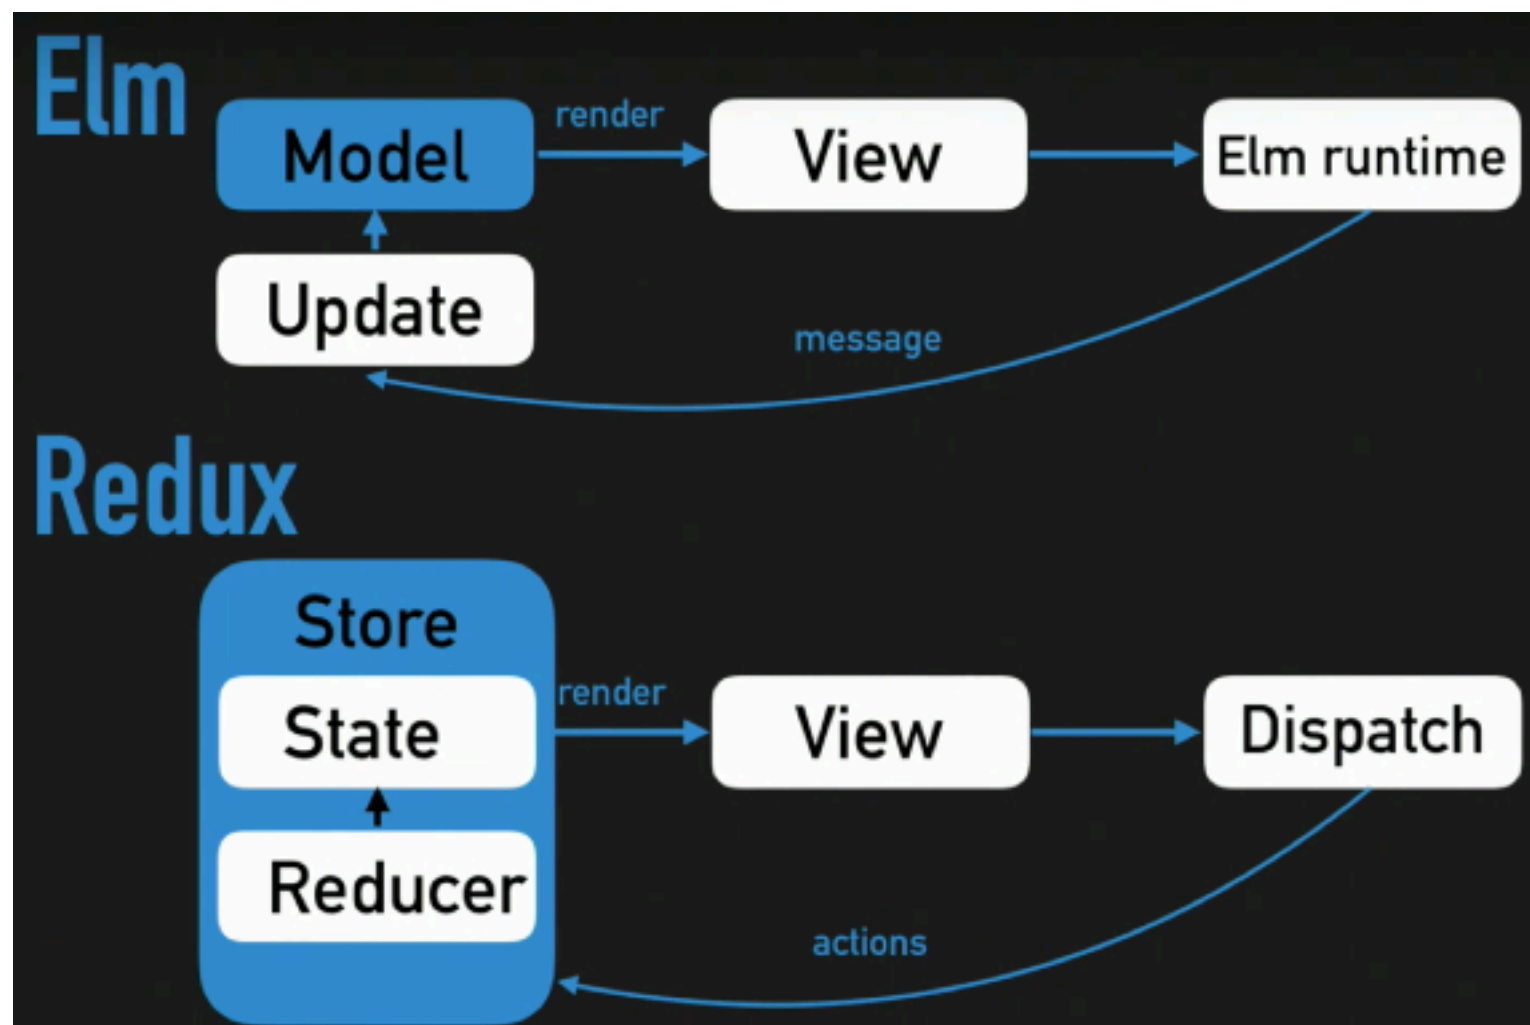 Elm
Model
render
View
Elm runtime
Update
message
Redux
Store
State
render
View
Dispatch
Reducer
actions